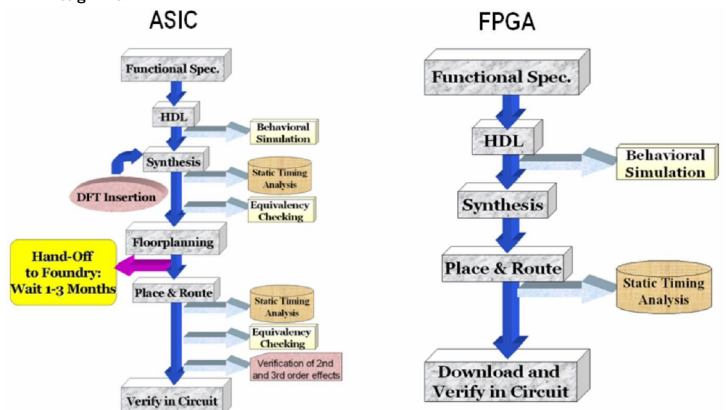 ASIC
Functional Spec.
HDL
Behavioral
Simulation
Synthesis
DFT Insertion
Static Timing
Analysis
Equivalency
Checking
Floorplanning
Hand-Off
to Foundry:
Wait 1-3 Months
Place & Route
Static Timing
Analysis
Equivalency
Checking
Verification of 2nd
and 3rd order effects
Verify in Circuit
FPGA
Functional Spec.
HDL
Behavioral
Simulation
Synthesis
Place & Route
Static Timing
Analysis
Download and
Verify in Circuit